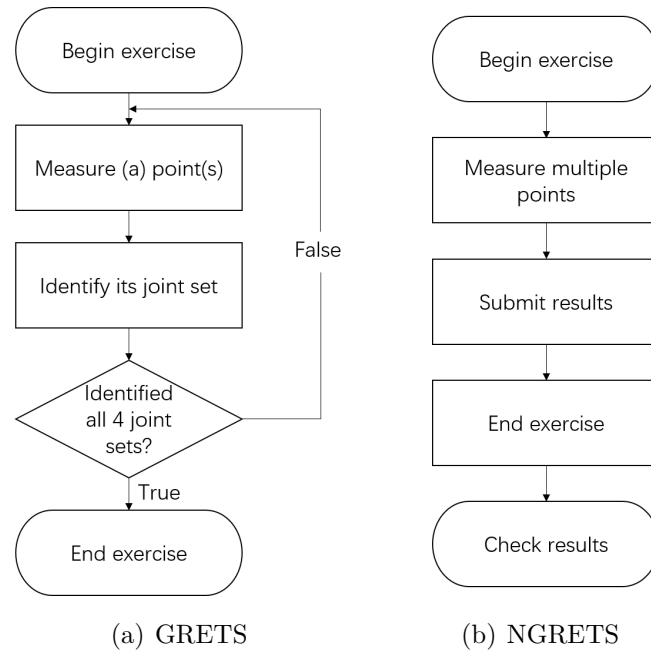 Begin exercise
Measure (a) point(s)
Identify its joint set
False
Identified
all 4 joint
sets?
True
End exercise
(a) GRETS
Begin exercise
Measure multiple
points
Submit results
End exercise
Check results
(b) NGRETS